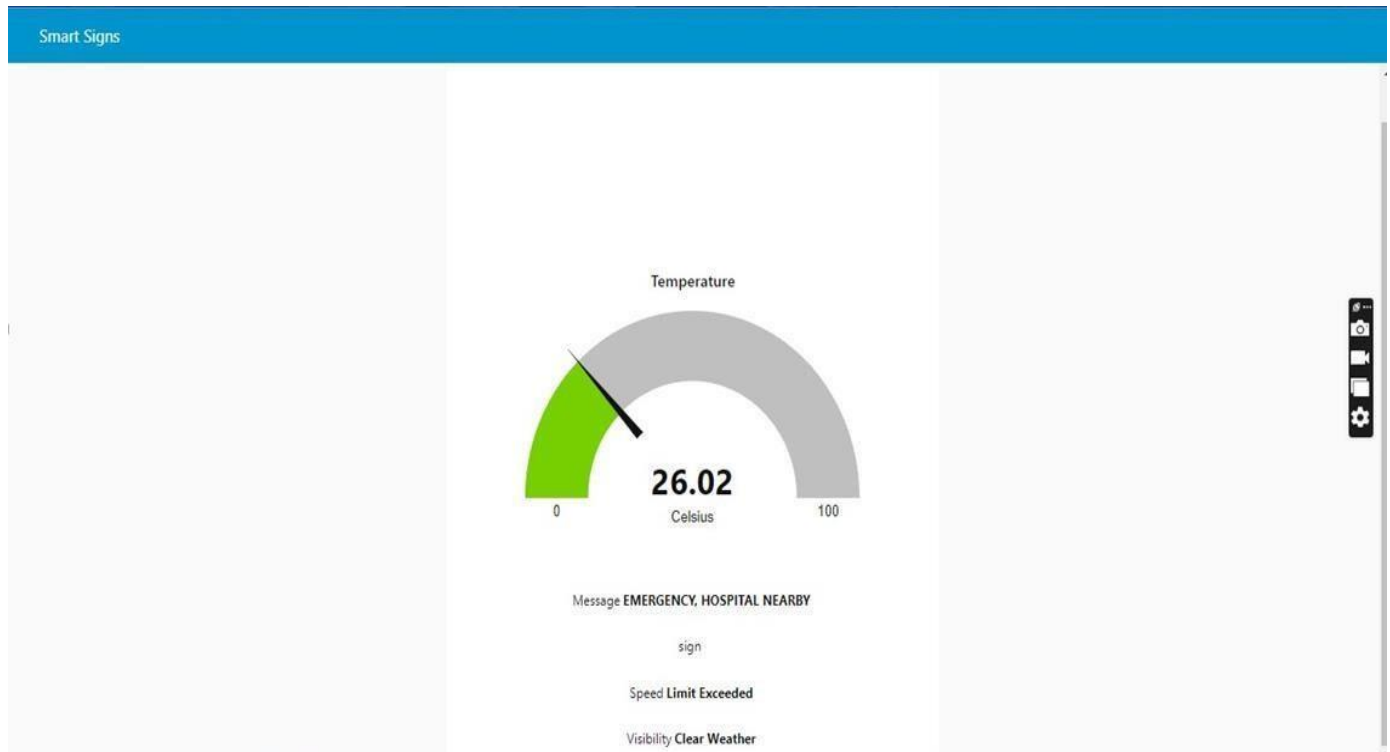 Smart Signs
Temperature
26.02
0
Celsius
100
Message EMERGENCY, HOSPITAL NEARBY
sign
Speed Limit Exceeded
Visibility Clear Weather